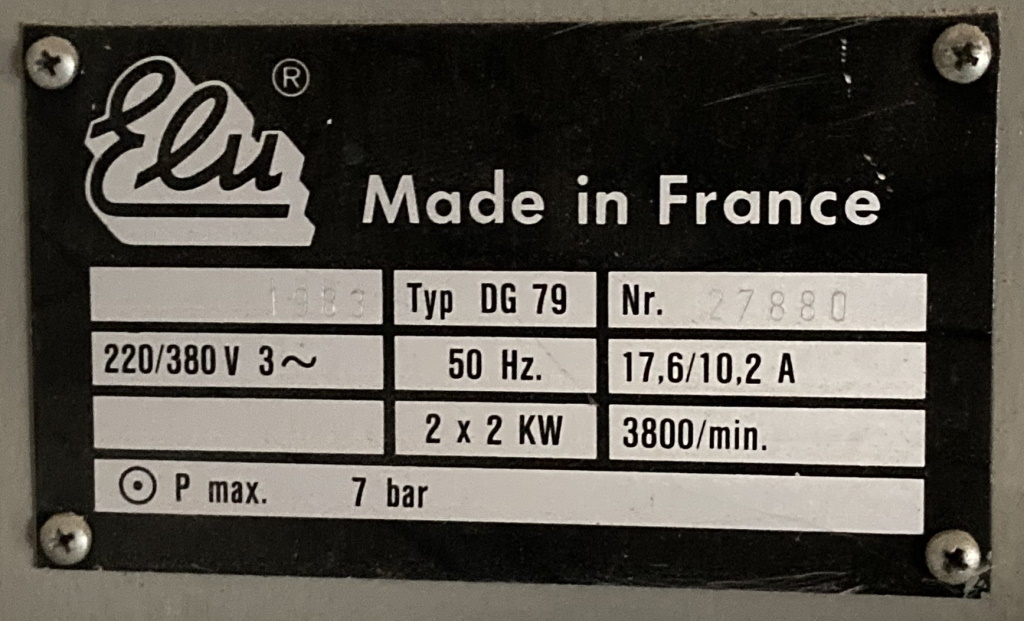 Elu ®
Made in France
1983 Typ DG 79 Nr. 27880
220/380 V 3~ 50 Hz. 17,6/10,2 A
2 x 2 KW 3800/min.
P max. 7 bar